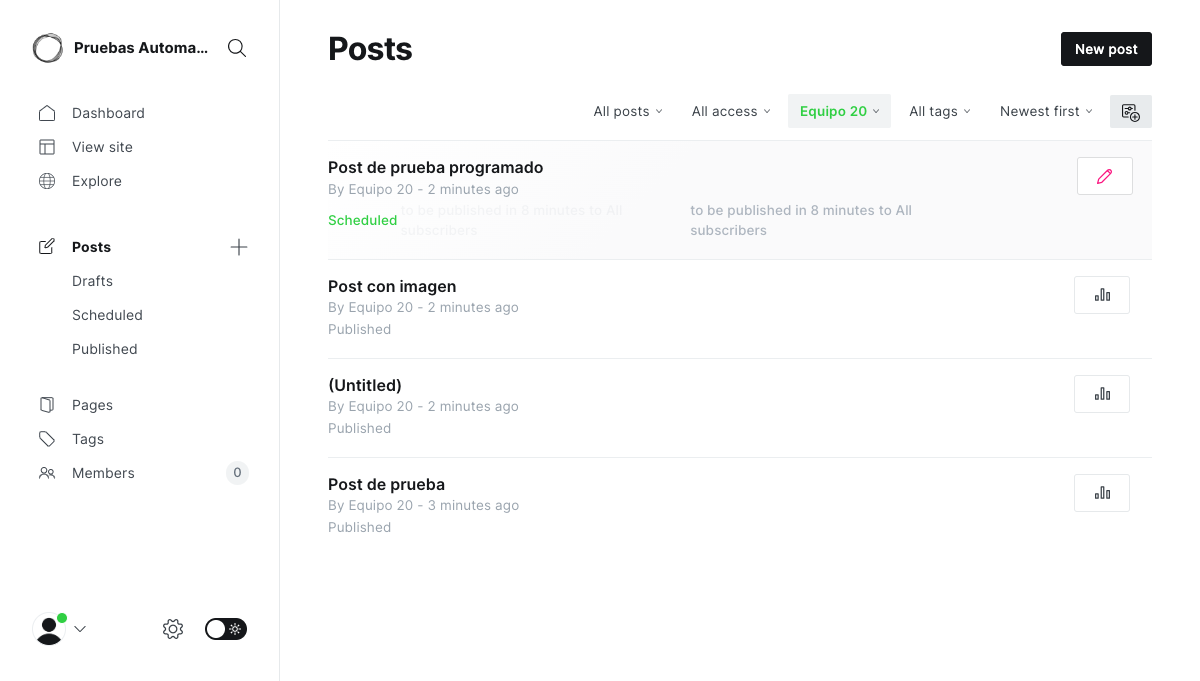 Pruebas Automa...
Dashboard
View site
Explore
Posts
Drafts
Scheduled
Published
Pages
Tags
Members 0
Posts
New post
All posts All access Equipo 20 All tags Newest first
Post de prueba programado
By Equipo 20 - 2 minutes ago
Scheduled
to be published in 8 minutes to All
subscribers
to be published in 8 minutes to All
subscribers
Post con imagen
By Equipo 20 - 2 minutes ago
Published
(Untitled)
By Equipo 20 - 2 minutes ago
Published
Post de prueba
By Equipo 20 - 3 minutes ago
Published